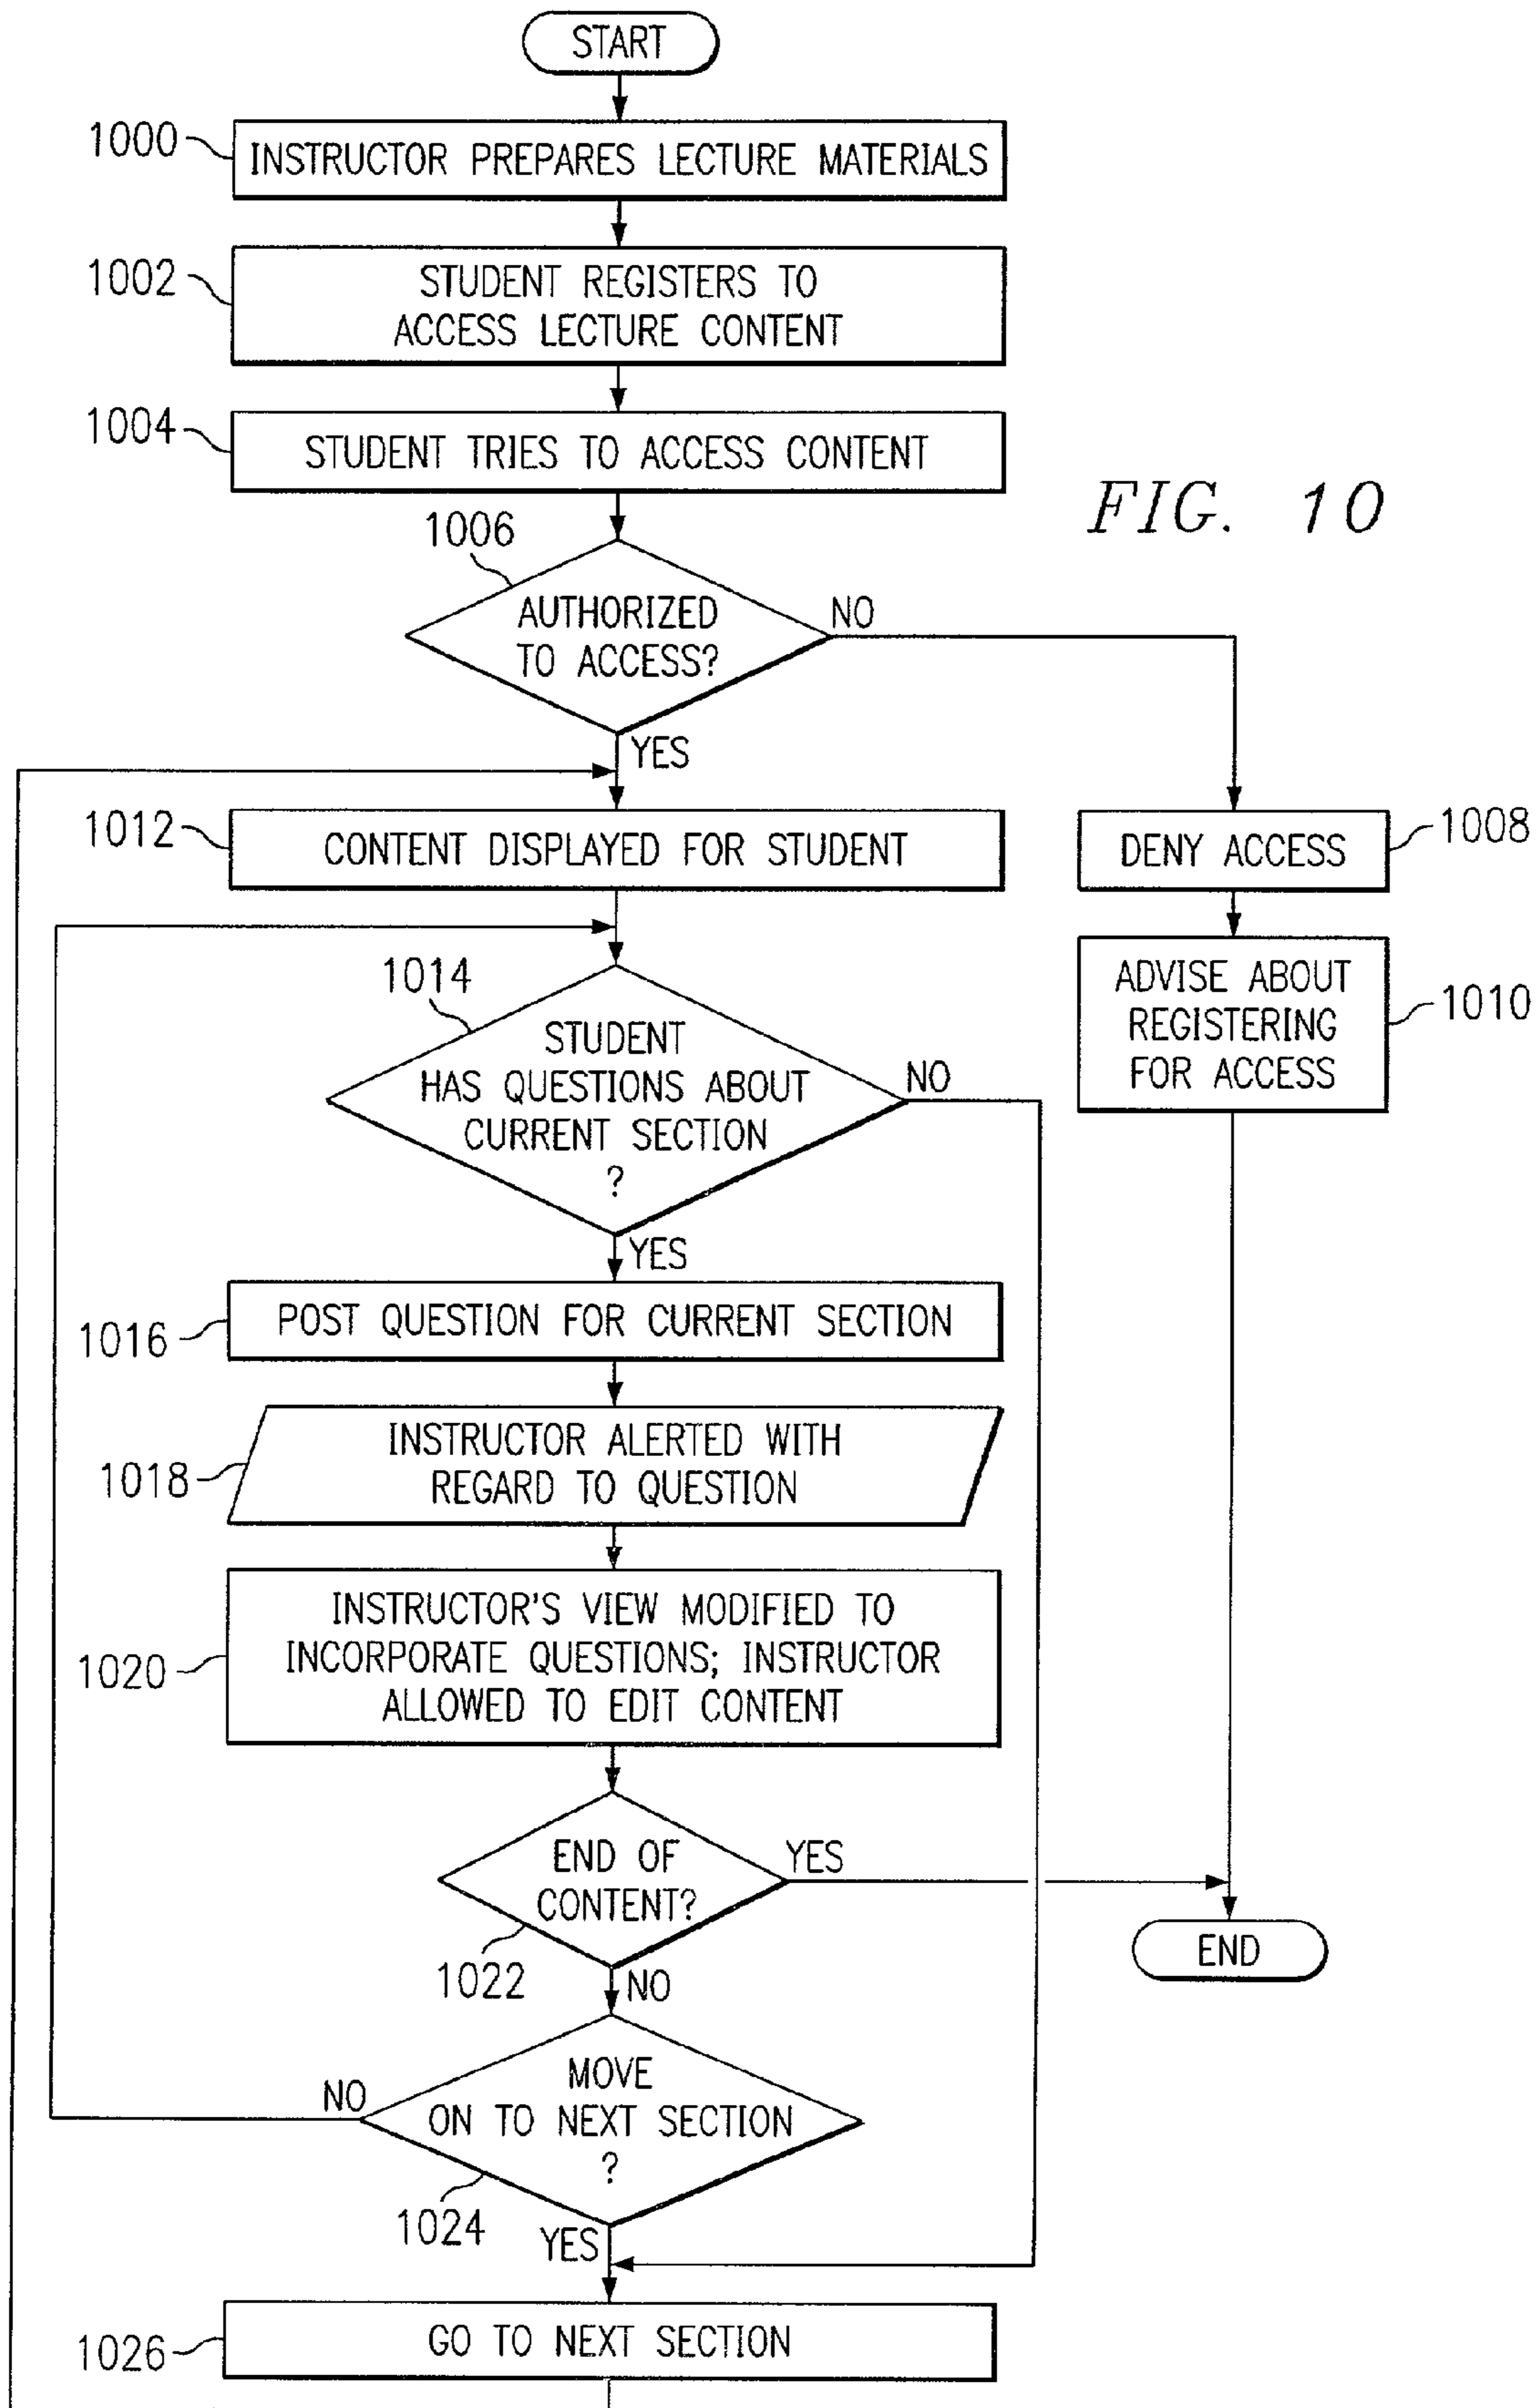 START
1000
INSTRUCTOR PREPARES LECTURE MATERIALS
1002
STUDENT REGISTERS TO
ACCESS LECTURE CONTENT
1004
STUDENT TRIES TO ACCESS CONTENT
FIG. 10
1006
AUTHORIZED
TO ACCESS?
NO
YES
1012
CONTENT DISPLAYED FOR STUDENT
DENY ACCESS
1008
ADVISE ABOUT
REGISTERING
FOR ACCESS
1010
1014
STUDENT
HAS QUESTIONS ABOUT
CURRENT SECTION
?
NO
YES
1016
POST QUESTION FOR CURRENT SECTION
1018
INSTRUCTOR ALERTED WITH
REGARD TO QUESTION
1020
INSTRUCTOR'S VIEW MODIFIED TO
INCORPORATE QUESTIONS; INSTRUCTOR
ALLOWED TO EDIT CONTENT
END OF
CONTENT?
YES
1022
NO
END
MOVE
ON TO NEXT SECTION
?
NO
1024
YES
1026
GO TO NEXT SECTION